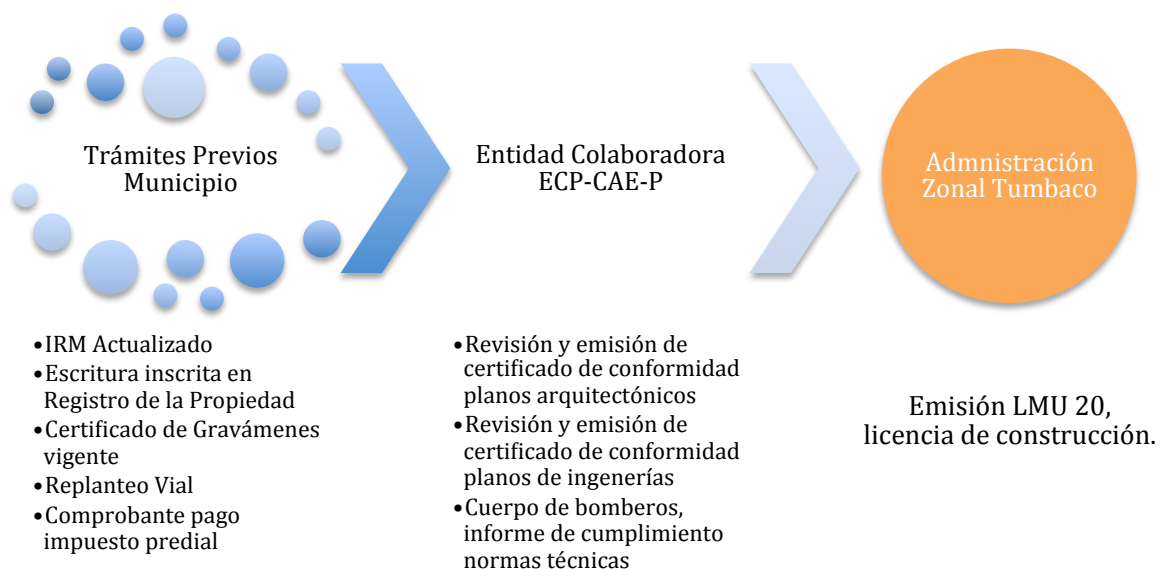 Trámites Previos
Municipio
Entidad Colaboradora
ECP-CAE-P
Admnistración
Zonal Tumbaco
•IRM Actualizado
•Escritura inscrita en
Registro de la Propiedad
•Certificado de Gravámenes
vigente
•Replanteo Vial
•Comprobante pago
impuesto predial
•Revisión y emisión de
certificado de conformidad
planos arquitectónicos
•Revisión y emisión de
certificado de conformidad
planos de ingenerías
•Cuerpo de bomberos,
informe de cumplimiento
normas técnicas
Emisión LMU 20,
licencia de construcción.